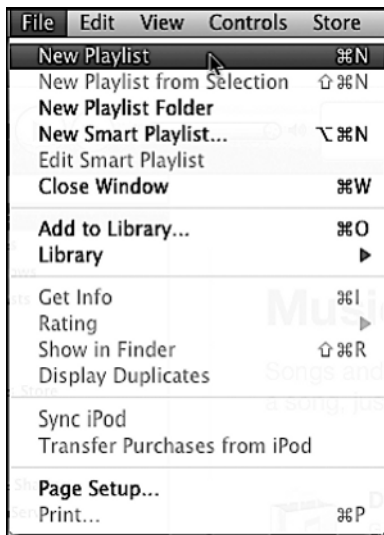 File Edit View Controls Store
New Playlist ⌘N
New Playlist from Selection ⇧⌘N
New Playlist Folder
New Smart Playlist... ⌥⌘N
Edit Smart Playlist
Close Window ⌘W
Add to Library... ⌘O
Library
Get Info ⌘I
Rating
Show in Finder ⇧⌘R
Display Duplicates
Sync iPod
Transfer Purchases from iPod
Page Setup...
Print... ⌘P